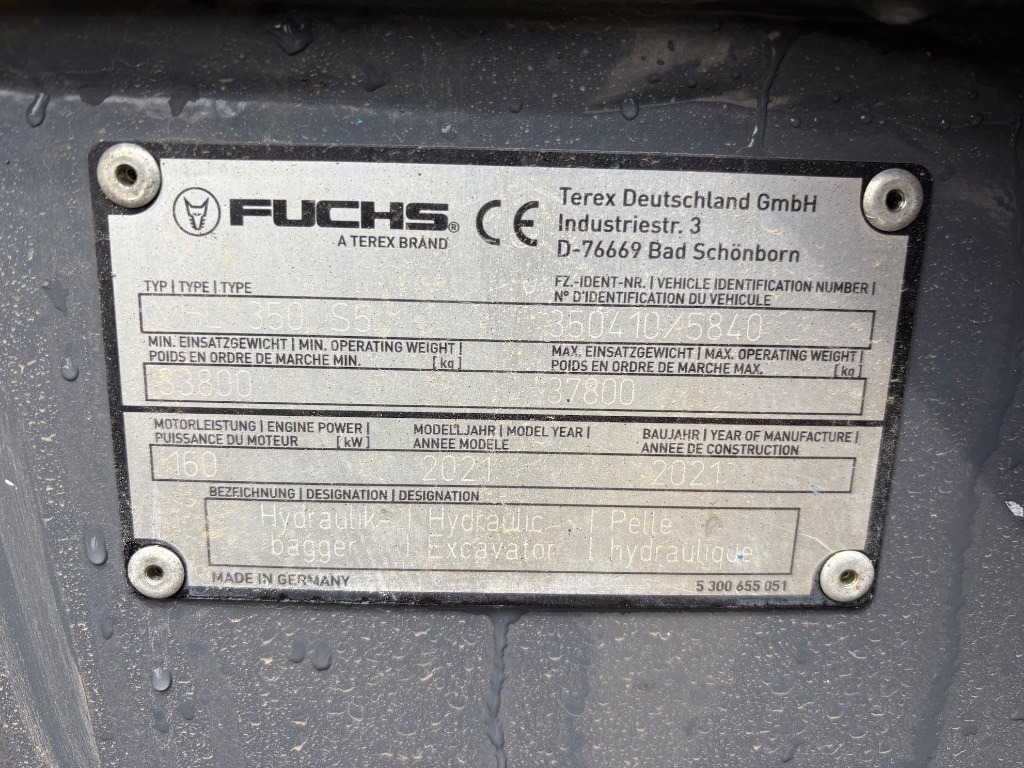 FUCHS®
A TEREX BRAND
CE
Terex Deutschland GmbH
Industriestr. 3
D-76669 Bad Schönborn
TYP | TYPE | TYPE
FZ.-IDENT-NR. | VEHICLE IDENTIFICATION NUMBER |
N° D'IDENTIFICATION DU VEHICULE
MHL 350 S5
350410/5840
MIN. EINSATZGEWICHT | MIN. OPERATING WEIGHT |
POIDS EN ORDRE DE MARCHE MIN. [kg]
MAX. EINSATZGEWICHT | MAX. OPERATING WEIGHT |
POIDS EN ORDRE DE MARCHE MAX. [kg]
33800
37800
MOTORLEISTUNG | ENGINE POWER |
PUISSANCE DU MOTEUR [kW]
MODELLJAHR | MODEL YEAR |
ANNEE MODELE
BAUJAHR | YEAR OF MANUFACTURE |
ANNEE DE CONSTRUCTION
160
2021
2021
BEZEICHNUNG | DESIGNATION | DESIGNATION
Hydraulik- | Hydraulic | Pelle
bagger | Excavator | hydraulique
MADE IN GERMANY
5 300 655 051